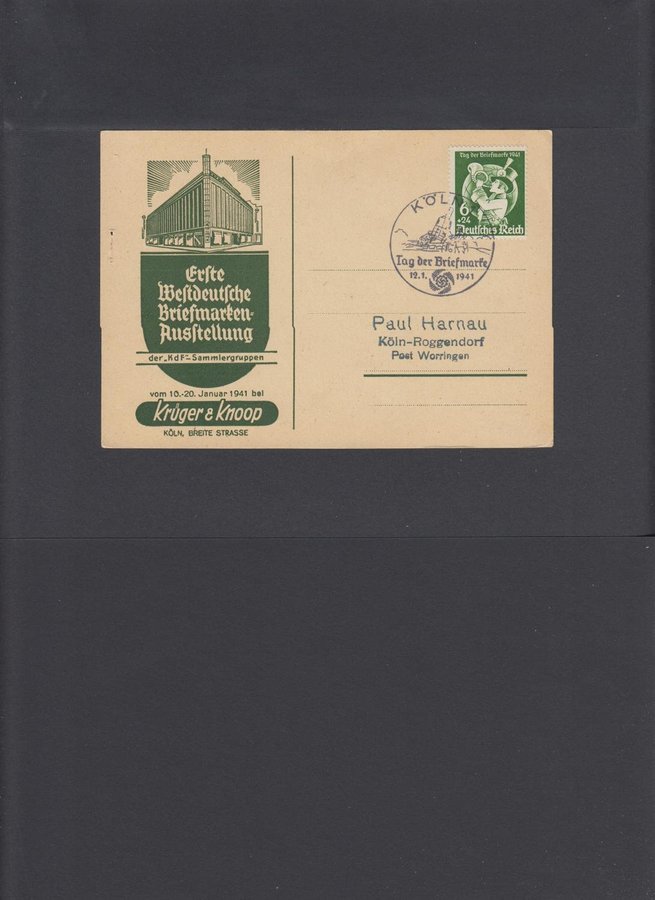 Erste
Westdeutsche
Briefmarken-
Ausstellung
der „KdF"-Sammlergruppen
vom 10.-20. Januar 1941 bei
Krüger & Knoop
KÖLN, BREITE STRASSE
Tag der Briefmarke 1941
6
+24
Deutsches Reich
KÖLN
Tag der Briefmarke
12.1. 1941
Paul Harnau
Köln-Roggendorf
Post Worringen